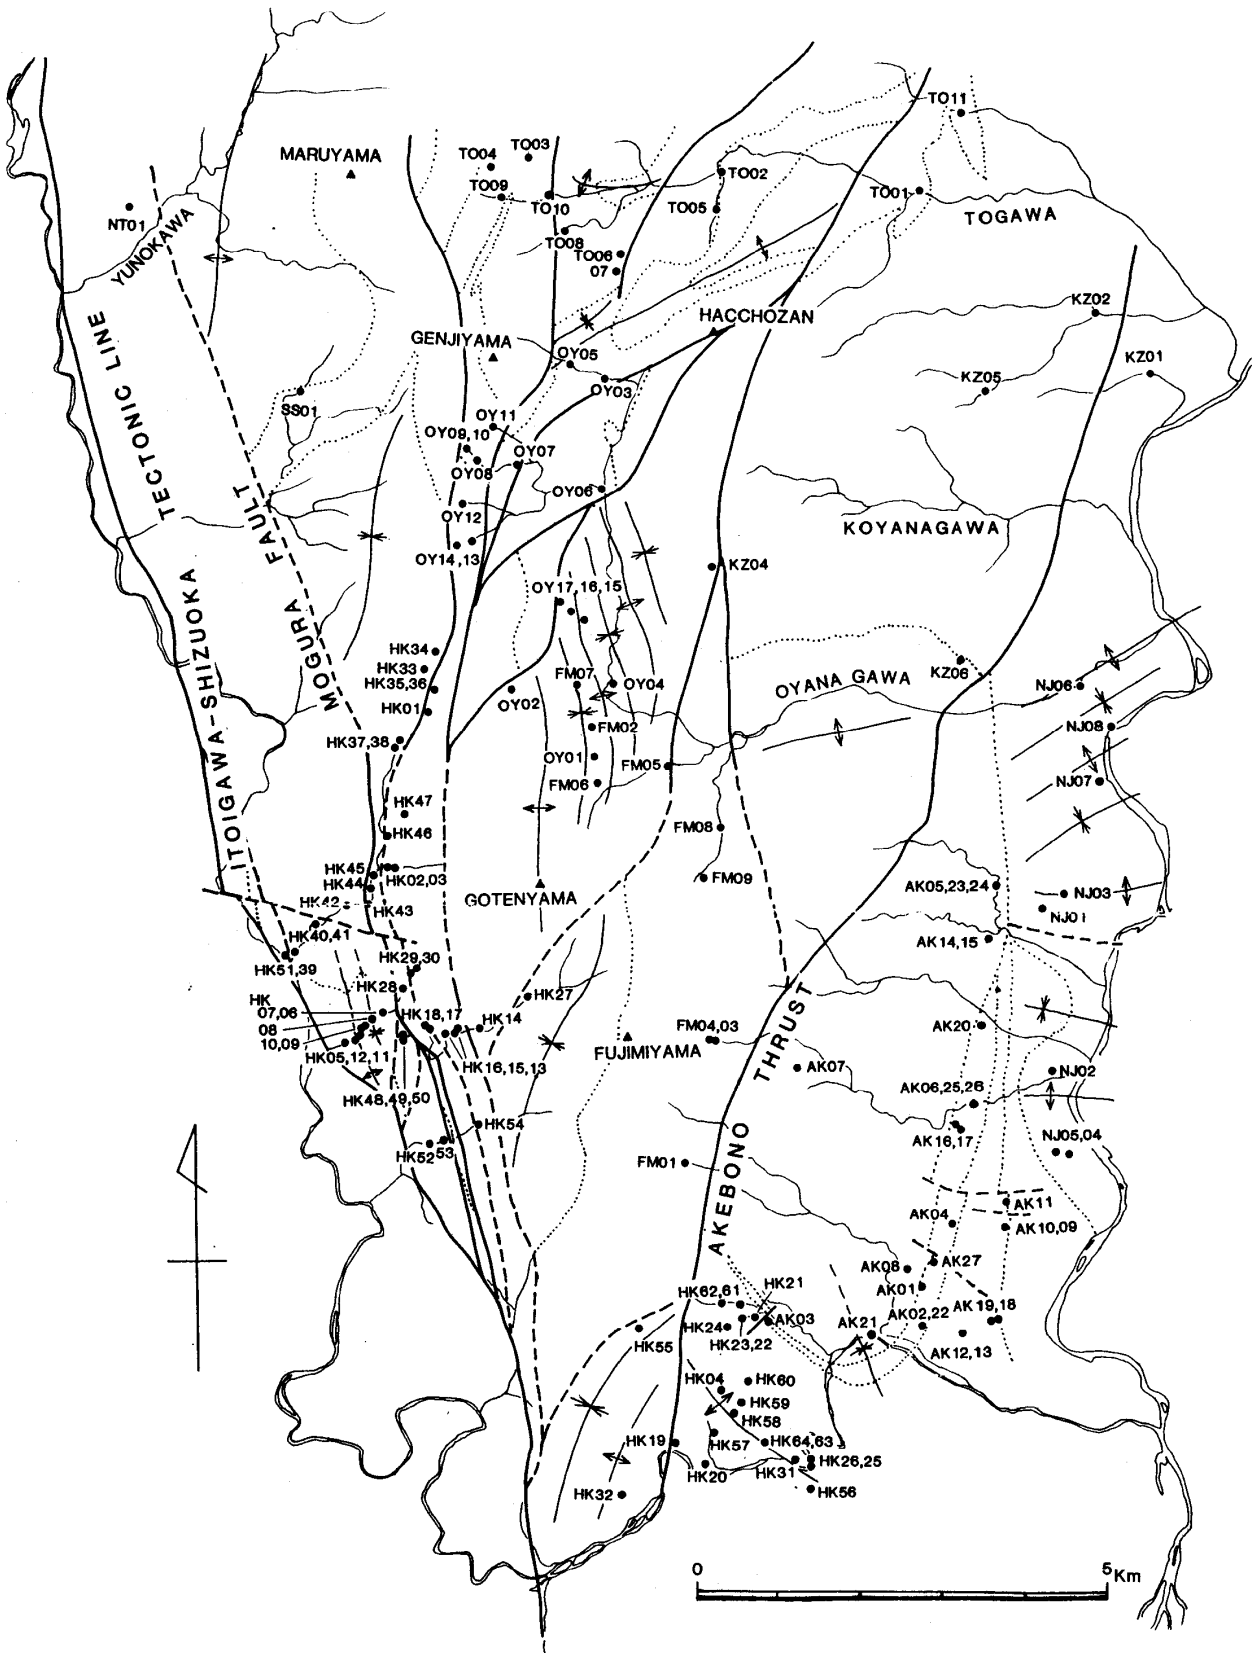 TO11
TO03
MARUYAMA
TO04
TO02
TO09
TO01
NT01
TO10
TO05
TOGAWA
YUNOKAWA
TO08
TO06
07
KZ02
HACCHOZAN
GENJIYAMA
OY05
KZ01
KZ05
OY03
SS01
OY11
OY09,10
OY07
OY08
OY06
OY12
KOYANAGAWA
OY14,13
KZ04
OY17,16,15
ITOIGAWA-SHIZUOKA TECTONIC LINE
MOGURA FAULT
HK34
HK33
HK35,36
FM07
OY04
KZ06
OYANA GAWA
NJ06
OY02
HK01
FM02
NJ08
HK37,38
OY01
FM05
NJ07
FM06
HK47
HK46
FM08
HK45
HK44
HK02,03
FM09
AK05,23,24
NJ03
HK42
HK43
GOTENYAMA
NJ01
HK40,41
AK14,15
HK29,30
HK51,39
HK28
HK27
HK
07,06
08
10,09
HK18,17
HK14
FM04,03
AK20
FUJIMIYAMA
HK05,12,11
HK16,15,13
AK07
NJ02
AKEBONO THRUST
HK48,49,50
AK06,25,26
HK54
AK16,17
NJ05,04
HK52
53
FM01
AK11
AK04
AK10,09
AK08
AK27
HK62,61
HK21
AK01
HK24
AK03
AK21
AK02,22
AK19,18
HK55
HK23,22
AK12,13
HK04
HK60
HK59
HK58
HK19
HK57
HK64,63
HK20
HK31
HK26,25
HK32
HK56
0
5 Km